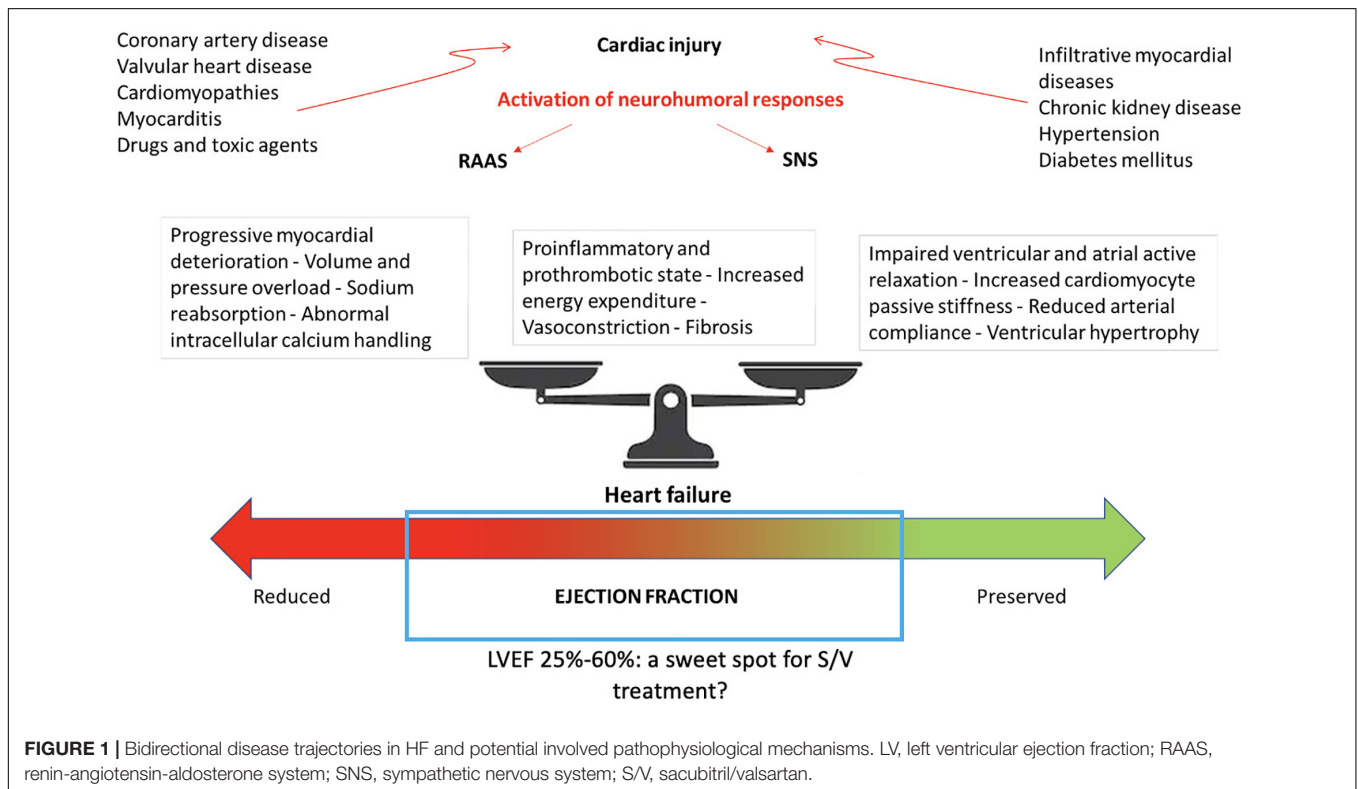 Coronary artery disease
Valvular heart disease
Cardiomyopathies
Myocarditis
Drugs and toxic agents
Cardiac injury
Activation of neurohumoral responses
RAAS
SNS
Infiltrative myocardial
diseases
Chronic kidney disease
Hypertension
Diabetes mellitus
Progressive myocardial
deterioration - Volume and
pressure overload - Sodium
reabsorption - Abnormal
intracellular calcium handling
Proinflammatory and
prothrombotic state - Increased
energy expenditure -
Vasoconstriction - Fibrosis
Impaired ventricular and atrial active
relaxation - Increased cardiomyocyte
passive stiffness - Reduced arterial
compliance - Ventricular hypertrophy
Heart failure
Reduced
EJECTION FRACTION
Preserved
LVEF 25%-60%: a sweet spot for S/V
treatment?
FIGURE 1 | Bidirectional disease trajectories in HF and potential involved pathophysiological mechanisms. LV, left ventricular ejection fraction; RAAS,
renin-angiotensin-aldosterone system; SNS, sympathetic nervous system; S/V, sacubitril/valsartan.